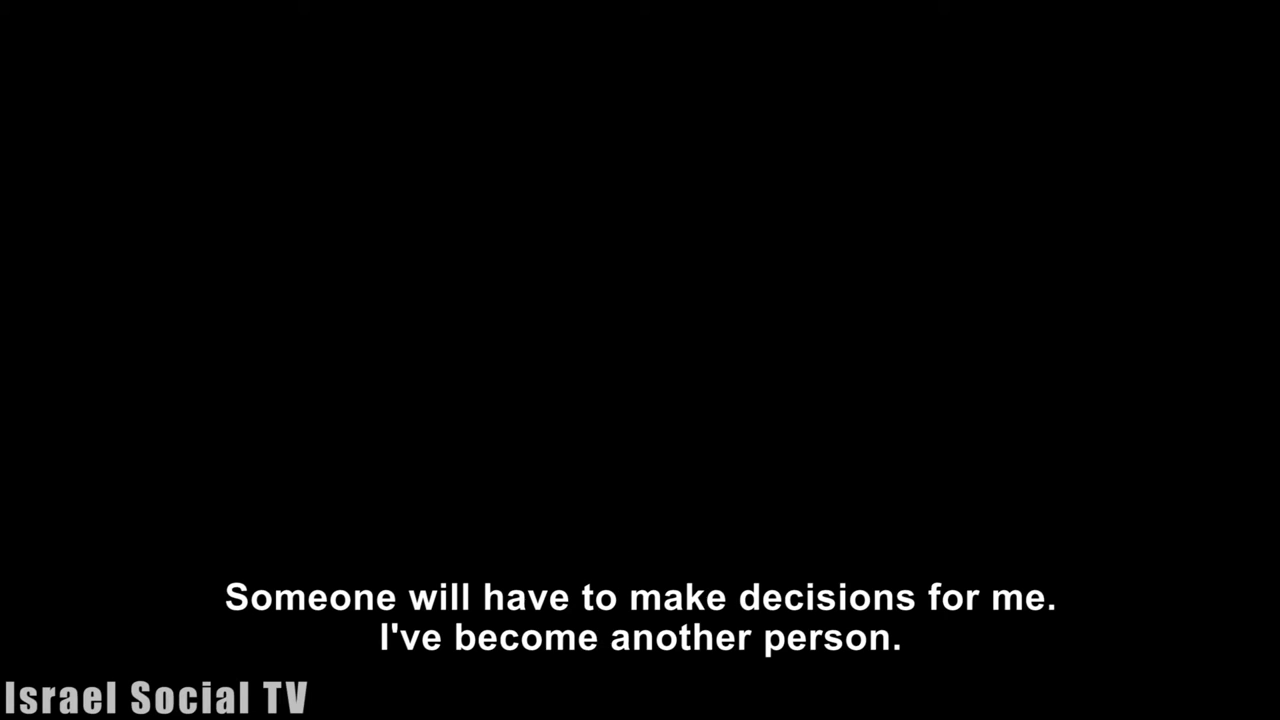 Someone will have to make decisions for me.
I've become another person.
Israel Social TV